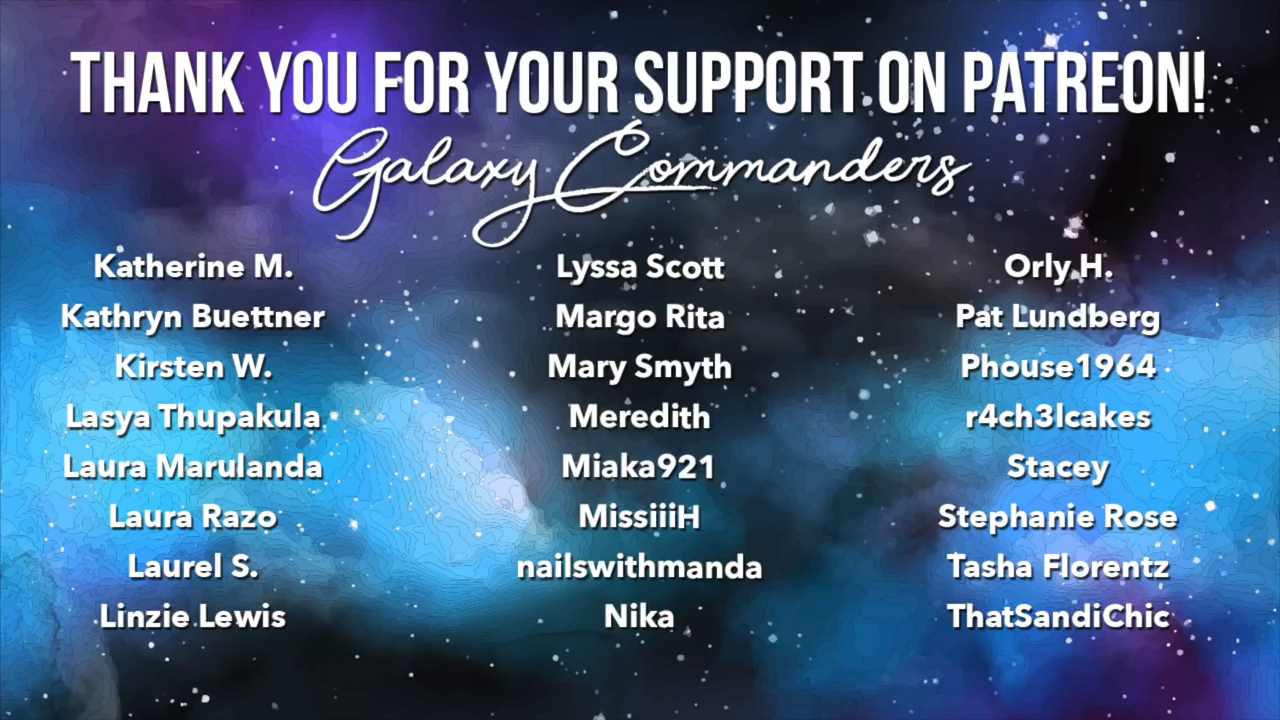 THANK YOU FOR YOUR SUPPORT ON PATREON!
Galaxy Commanders
Katherine M.
Kathryn Buettner
Kirsten W.
Lasya Thupakula
Laura Marulanda
Laura Razo
Laurel S.
Linzie Lewis
Lyssa Scott
Margo Rita
Mary Smyth
Meredith
Miaka921
MissiiiH
nailswithmanda
Nika
Orly H.
Pat Lundberg
Phouse1964
r4ch3lcakes
Stacey
Stephanie Rose
Tasha Florentz
ThatSandiChic